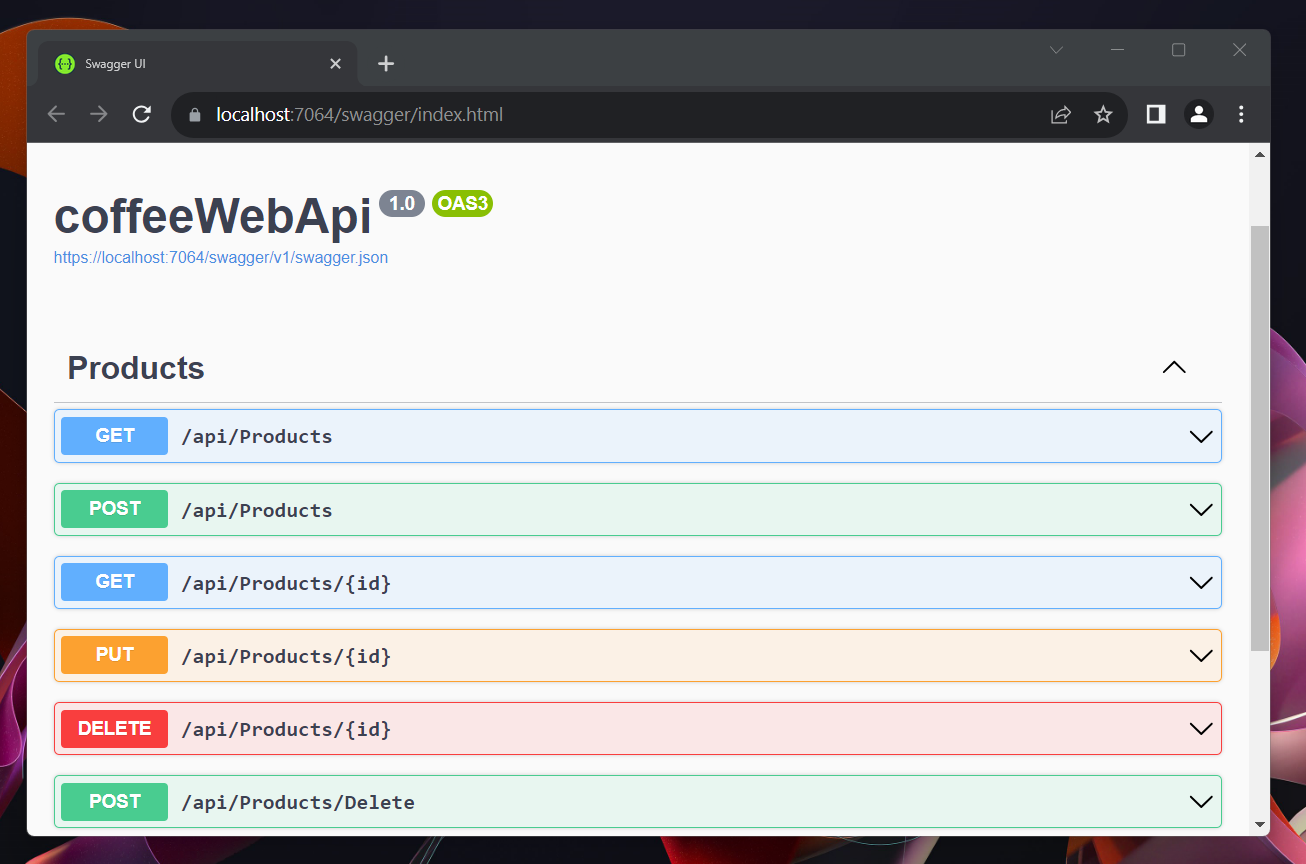 Swagger UI
localhost:7064/swagger/index.html
coffeeWebApi 1.0 OAS3
https://localhost:7064/swagger/v1/swagger.json
Products
GET /api/Products
POST /api/Products
GET /api/Products/{id}
PUT /api/Products/{id}
DELETE /api/Products/{id}
POST /api/Products/Delete